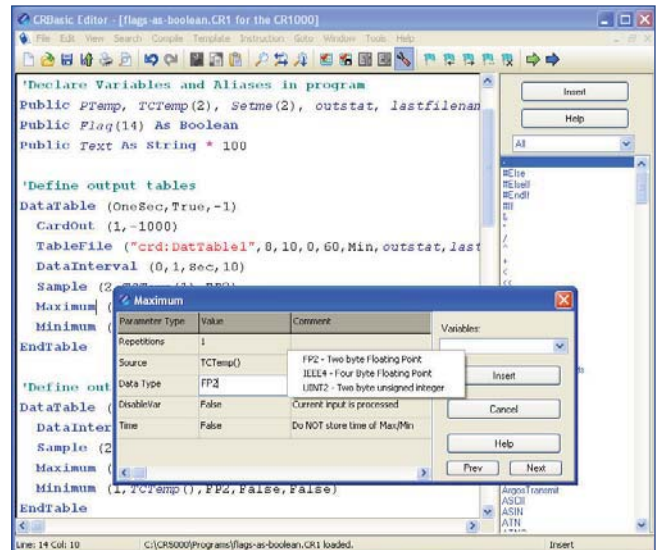 CRBasic Editor - [flags-as-boolean.CR1 for the CR1000]
File Edit View Search Compile Template Instruction Goto Window Tools Help
'Declare Variables and Aliases in program
Public PTemp, TCTemp(2), Setme(2), outstat, lastfilenam
Public Flag(14) As Boolean
Public Text As String * 100
'Define output tables
DataTable (OneSec,True,-1)
CardOut (1,-1000)
TableFile ("crd:DatTable1",8,10,0,60,Min,outstat,last
DataInterval (0,1,Sec,10)
Sample (2
Maximum (
Minimum (
EndTable
'Define out
DataTable (
DataInter
Sample (2
Maximum (
Minimum (1,TCTemp(),FP2,False,False)
EndTable
Maximum
Parameter Type Value Comment
Repetitions 1
Source TCTemp()
Data Type FP2
DisableVar False Current input is processed
Time False Do NOT store time of Max/Min
FP2 - Two byte Floating Point
IEEE4 - Four Byte Floating Point
UINT2 - Two byte unsigned integer
Variables:
Insert
Cancel
Help
Prev Next
Insert
Help
All
-
#Else
#ElseIf
#EndIf
#If
&
*
/
^
+
<
<<
ArgosTransmit
ASCII
ASIN
ATN
Line: 14 Col: 10 C:\CR5000\Programs\flags-as-boolean.CR1 loaded. Insert